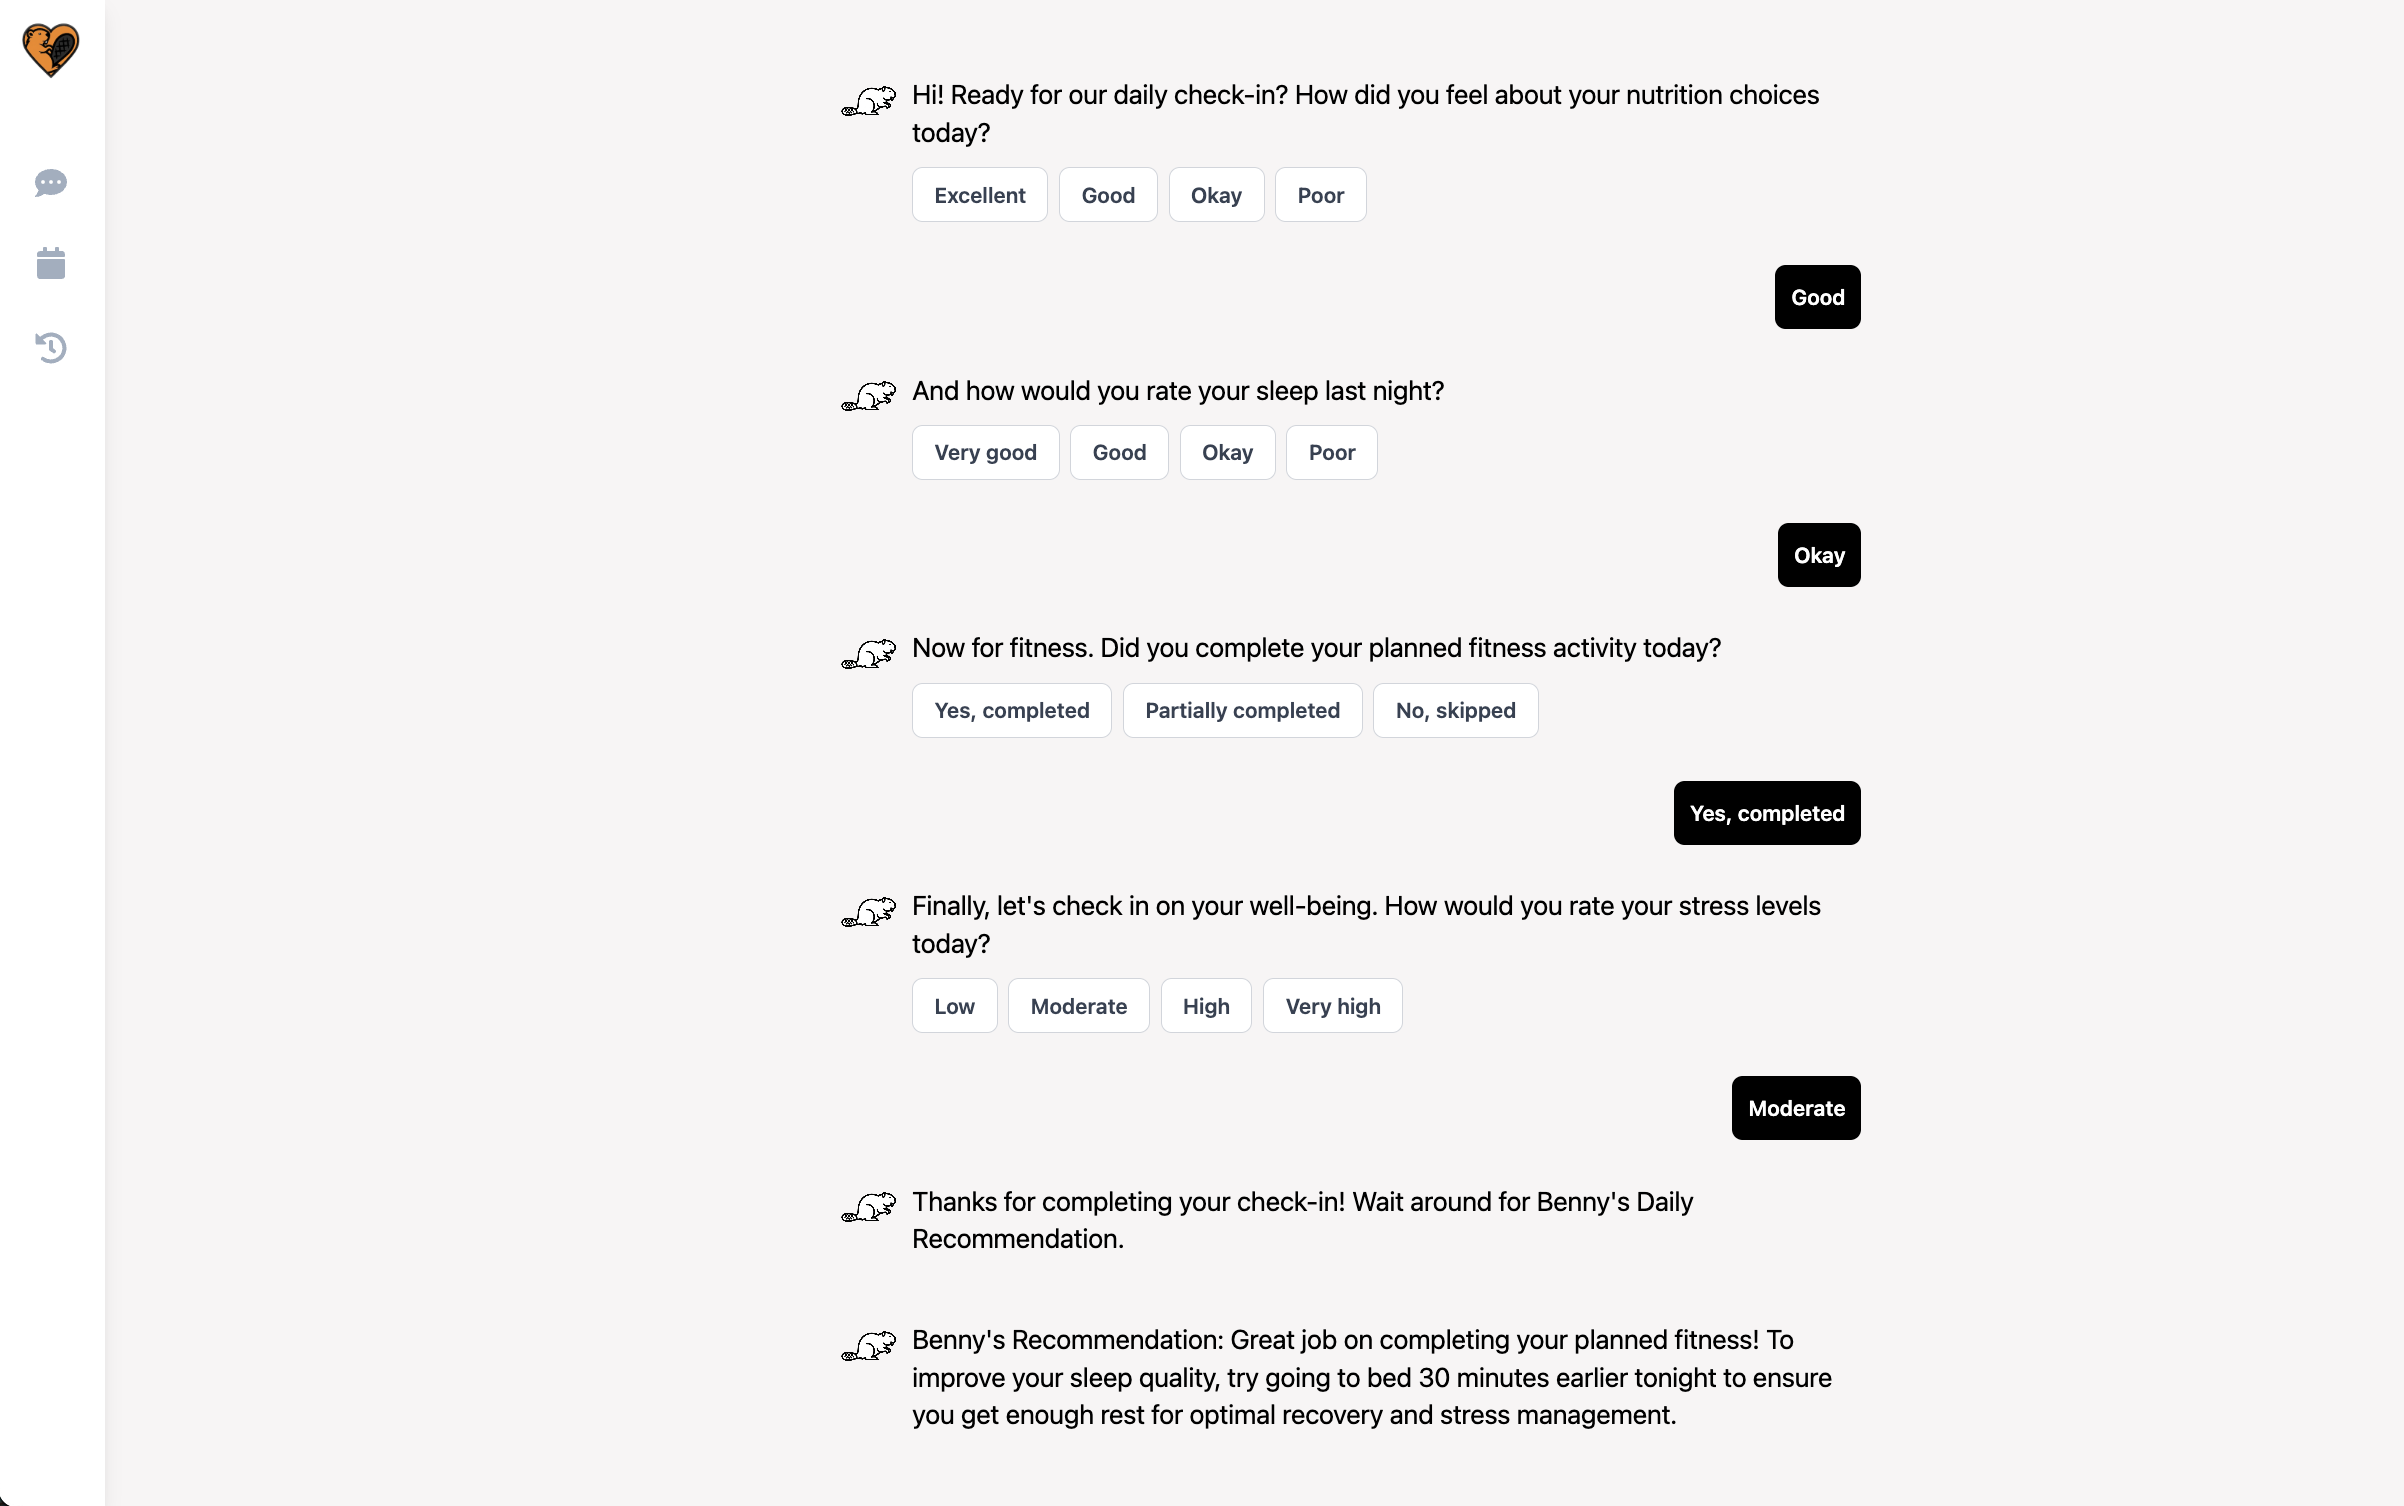 Hi! Ready for our daily check-in? How did you feel about your nutrition choices
today?
Excellent Good Okay Poor
Good
And how would you rate your sleep last night?
Very good Good Okay Poor
Okay
Now for fitness. Did you complete your planned fitness activity today?
Yes, completed Partially completed No, skipped
Yes, completed
Finally, let's check in on your well-being. How would you rate your stress levels
today?
Low Moderate High Very high
Moderate
Thanks for completing your check-in! Wait around for Benny's Daily
Recommendation.
Benny's Recommendation: Great job on completing your planned fitness! To
improve your sleep quality, try going to bed 30 minutes earlier tonight to ensure
you get enough rest for optimal recovery and stress management.